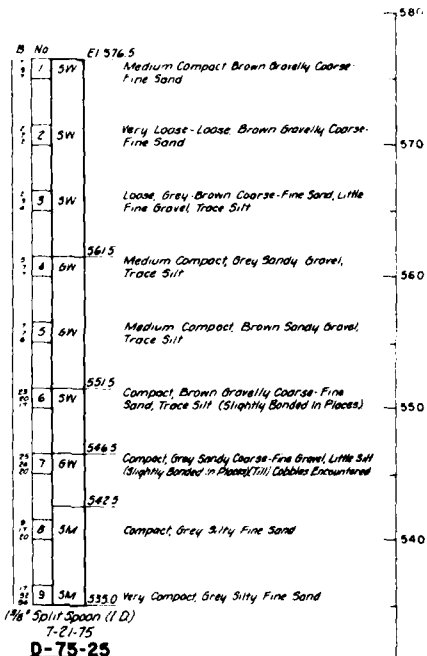 580
B No El 576.5
1 SW Medium Compact Brown Gravelly Coarse-
Fine Sand
2 SW Very Loose-Loose, Brown Gravelly Coarse-
Fine Sand
570
3 SW Loose, Grey-Brown Coarse-Fine Sand, Little
Fine Gravel, Trace Silt
561.5
4 GW Medium Compact, Grey Sandy Gravel,
Trace Silt
560
5 GW Medium Compact, Brown Sandy Gravel,
Trace Silt
551.5
6 SW Compact, Brown Gravelly Coarse-Fine
Sand, Trace Silt (Slightly Bonded In Places)
550
546.5
7 GW Compact, Grey Sandy Coarse-Fine Gravel, Little Silt
(Slightly Bonded in Places)(Till) Cobbles Encountered
542.5
8 SM Compact, Grey Silty Fine Sand
540
9 SM 535.0 Very Compact, Grey Silty Fine Sand
1 3/8" Split Spoon (I.D.)
7-21-75
D-75-25